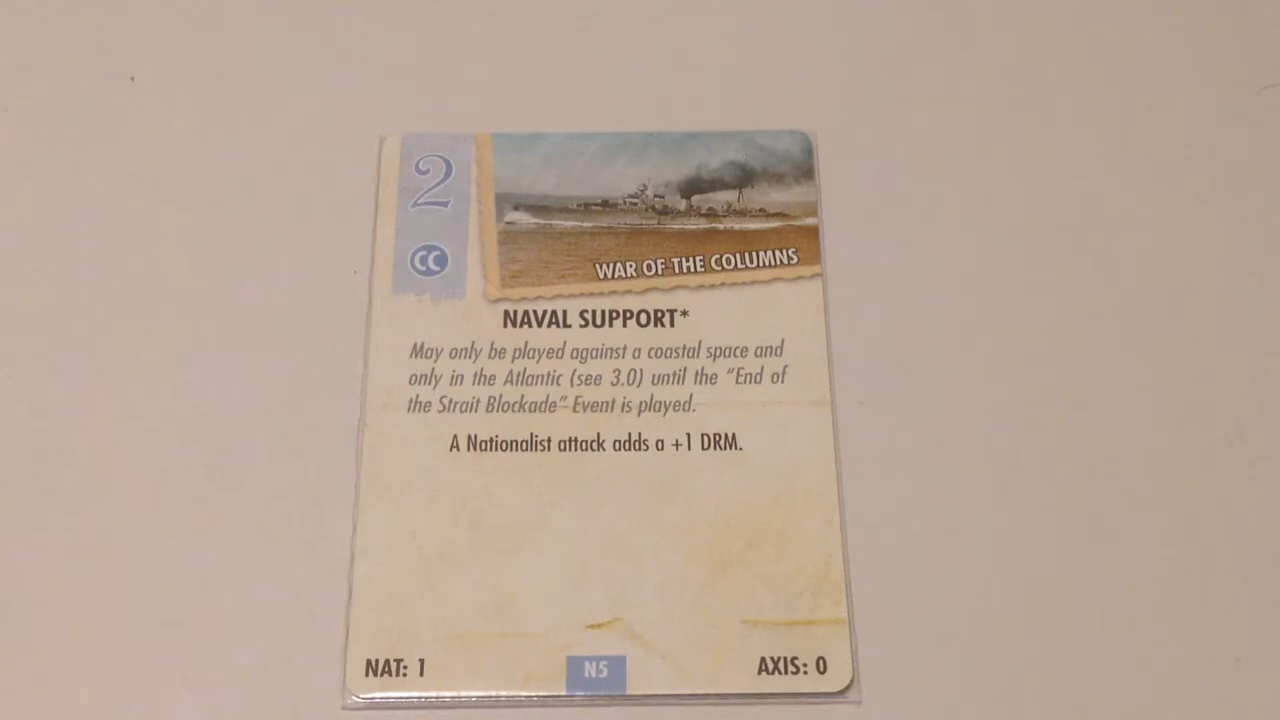 2
CC
WAR OF THE COLUMNS
NAVAL SUPPORT*
May only be played against a coastal space and
only in the Atlantic (see 3.0) until the "End of
the Strait Blockade" Event is played.
A Nationalist attack adds a +1 DRM.
NAT: 1
N5
AXIS: 0